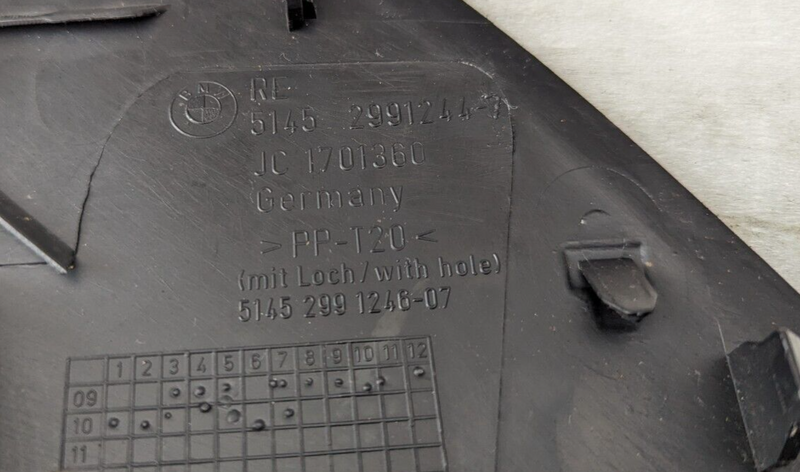 BMW
RE
5145 2991244-
JC 1701360
Germany
>PP-T20<
(mit Loch/with hole)
5145 299 1246-07
1 2 3 4 5 6 7 8 9 10 11 12
09
10
11